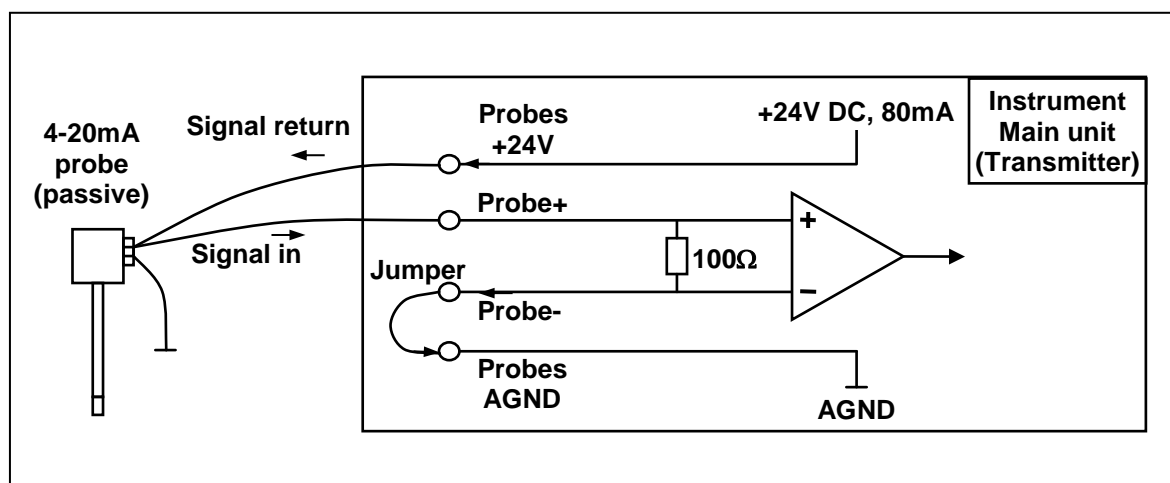 4-20mA
probe
(passive)
Signal return
Signal in
Probes
+24V
+24V DC, 80mA
Instrument
Main unit
(Transmitter)
Probe+
+
100Ω
Jumper
−
Probe-
Probes
AGND
AGND